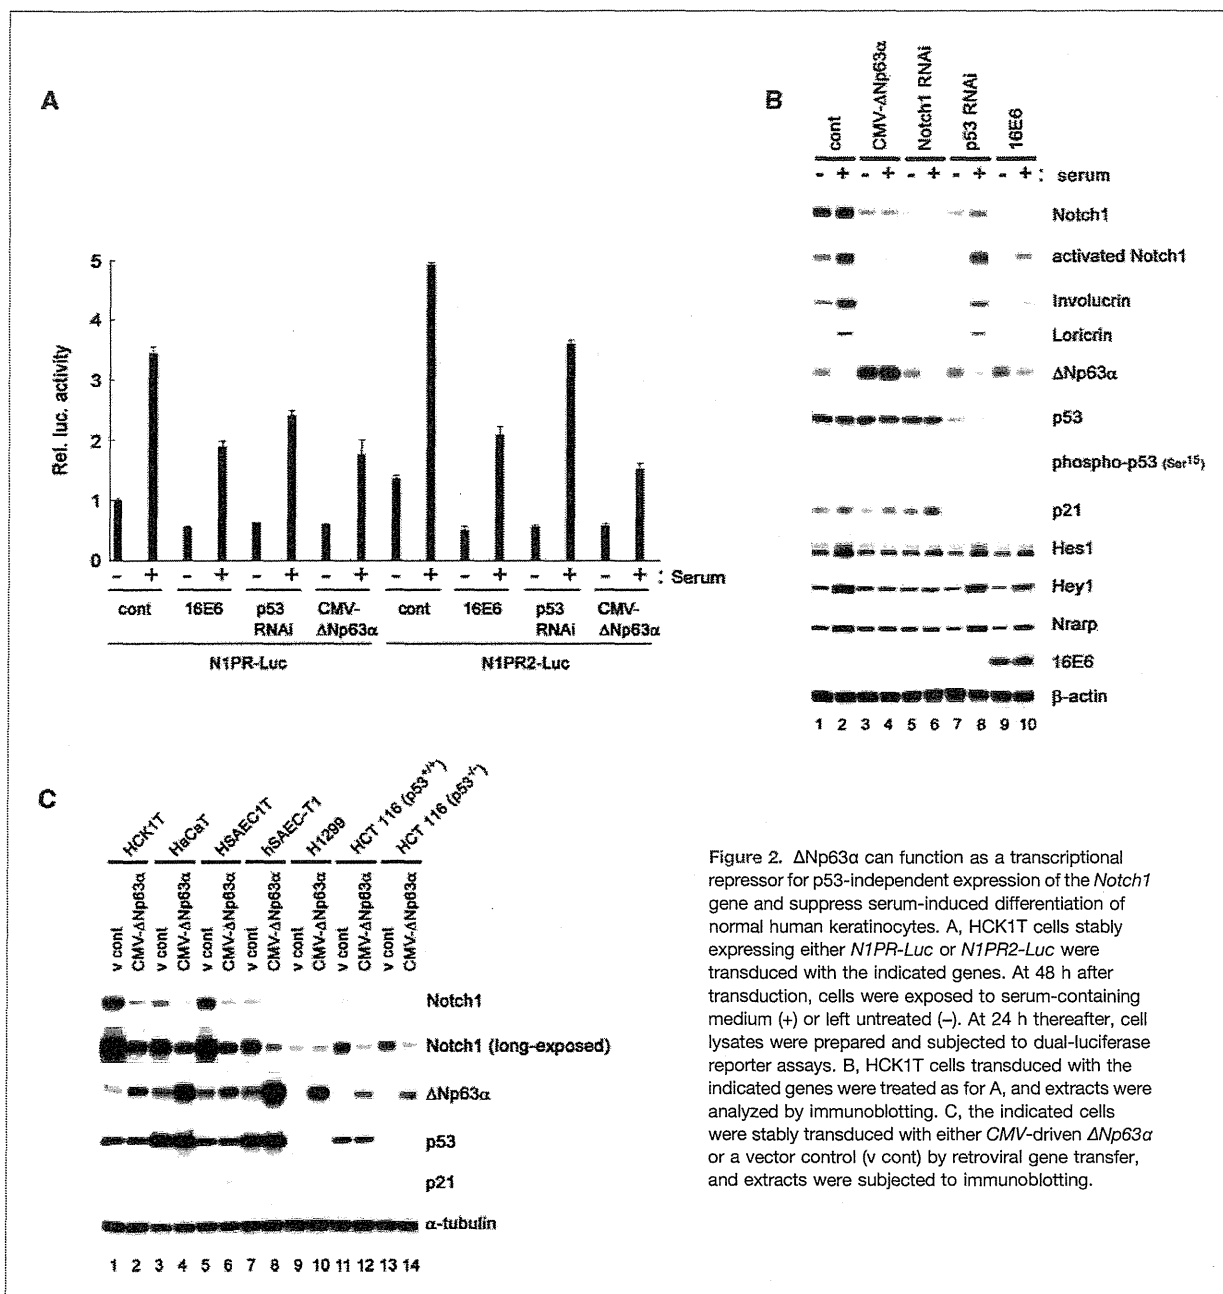 A
5
4
3
2
1
0
Rel. luc. activity
- + - + - + - + - + - + - + - + : Serum
cont 16E6 p53 RNAi CMV-ΔNp63α cont 16E6 p53 RNAi CMV-ΔNp63α
N1PR-Luc N1PR2-Luc
B
cont CMV-ΔNp63α Notch1 RNAi p53 RNAi 16E6
- + - + - + - + - + : serum
Notch1
activated Notch1
Involucrin
Loricrin
ΔNp63α
p53
phospho-p53 (Ser15)
p21
Hes1
Hey1
Nrarp
16E6
β-actin
1 2 3 4 5 6 7 8 9 10
C
HCK1T HaCaT HSAEC1T hSAEC-T1 H1299 HCT 116 (p53+/+) HCT 116 (p53-/-)
v cont CMV-ΔNp63α v cont CMV-ΔNp63α v cont CMV-ΔNp63α v cont CMV-ΔNp63α v cont CMV-ΔNp63α v cont CMV-ΔNp63α v cont CMV-ΔNp63α
Notch1
Notch1 (long-exposed)
ΔNp63α
p53
p21
α-tubulin
1 2 3 4 5 6 7 8 9 10 11 12 13 14
Figure 2. ΔNp63α can function as a transcriptional
repressor for p53-independent expression of the Notch1
gene and suppress serum-induced differentiation of
normal human keratinocytes. A, HCK1T cells stably
expressing either N1PR-Luc or N1PR2-Luc were
transduced with the indicated genes. At 48 h after
transduction, cells were exposed to serum-containing
medium (+) or left untreated (–). At 24 h thereafter, cell
lysates were prepared and subjected to dual-luciferase
reporter assays. B, HCK1T cells transduced with the
indicated genes were treated as for A, and extracts were
analyzed by immunoblotting. C, the indicated cells
were stably transduced with either CMV-driven ΔNp63α
or a vector control (v cont) by retroviral gene transfer,
and extracts were subjected to immunoblotting.